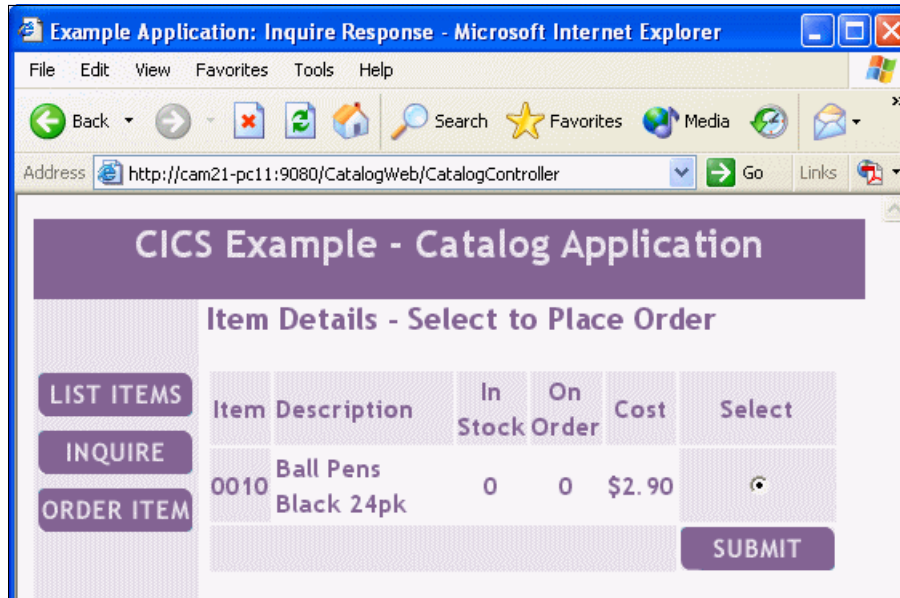 Example Application: Inquire Response - Microsoft Internet Explorer
File Edit View Favorites Tools Help
Back Search Favorites Media »
Address http://cam21-pc11:9080/CatalogWeb/CatalogController Go Links
CICS Example - Catalog Application
Item Details - Select to Place Order
LIST ITEMS
INQUIRE
ORDER ITEM
Item Description In Stock On Order Cost Select
0010 Ball Pens Black 24pk 0 0 $2.90
SUBMIT